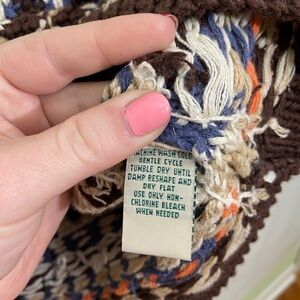 MACHINE WASH COLD
GENTLE CYCLE
TUMBLE DRY UNTIL
DAMP RESHAPE AND
DRY FLAT
USE ONLY NON-
CHLORINE BLEACH
WHEN NEEDED